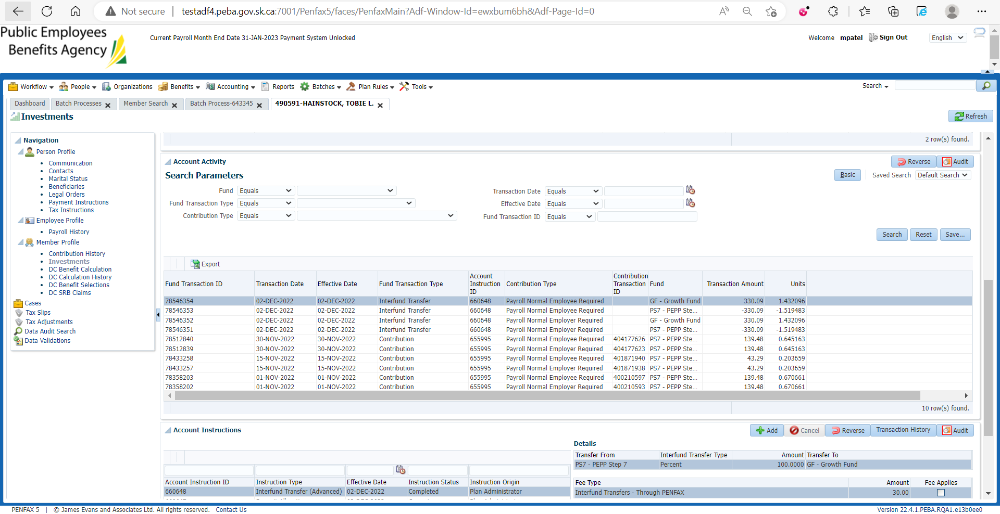 Not secure | testadf4.peba.gov.sk.ca:7001/Penfax5/faces/PenfaxMain?Adf-Window-Id=ewxbum6bh&Adf-Page-Id=0
Public Employees
Benefits Agency
Current Payroll Month End Date 31-JAN-2023 Payment System Unlocked
Welcome mpatel Sign Out English
Workflow People Organizations Benefits Accounting Reports Batches Plan Rules Tools Search
Dashboard Batch Processes Member Search Batch Process-643345 490591-HAINSTOCK, TOBIE L.
Investments Refresh
Navigation
Person Profile
Communication
Contacts
Marital Status
Beneficiaries
Legal Orders
Payment Instructions
Tax Instructions
Employee Profile
Payroll History
Member Profile
Contribution History
Investments
DC Benefit Calculation
DC Calculation History
DC Benefit Selections
DC SRB Claims
Cases
Tax Slips
Tax Adjustments
Data Audit Search
Data Validations
2 row(s) found.
Account Activity Reverse Audit
Search Parameters Basic Saved Search Default Search
Fund Equals Transaction Date Equals
Fund Transaction Type Equals Effective Date Equals
Contribution Type Equals Fund Transaction ID Equals
Search Reset Save...
Export
Fund Transaction ID Transaction Date Effective Date Fund Transaction Type Account Instruction ID Contribution Type Contribution Transaction ID Fund Transaction Amount Units
78546354 02-DEC-2022 02-DEC-2022 Interfund Transfer 660648 Payroll Normal Employee Required GF - Growth Fund 330.09 1.432096
78546353 02-DEC-2022 02-DEC-2022 Interfund Transfer 660648 Payroll Normal Employee Required PS7 - PEPP Ste... -330.09 -1.519483
78546352 02-DEC-2022 02-DEC-2022 Interfund Transfer 660648 Payroll Normal Employer Required GF - Growth Fund 330.09 1.432096
78546351 02-DEC-2022 02-DEC-2022 Interfund Transfer 660648 Payroll Normal Employer Required PS7 - PEPP Ste... -330.09 -1.519483
78512840 30-NOV-2022 30-NOV-2022 Contribution 655995 Payroll Normal Employee Required 404177626 PS7 - PEPP Ste... 139.48 0.645163
78512839 30-NOV-2022 30-NOV-2022 Contribution 655995 Payroll Normal Employer Required 404177623 PS7 - PEPP Ste... 139.48 0.645163
78433258 15-NOV-2022 15-NOV-2022 Contribution 655995 Payroll Normal Employee Required 401871940 PS7 - PEPP Ste... 43.29 0.203659
78433257 15-NOV-2022 15-NOV-2022 Contribution 655995 Payroll Normal Employer Required 401871938 PS7 - PEPP Ste... 43.29 0.203659
78358203 01-NOV-2022 01-NOV-2022 Contribution 655995 Payroll Normal Employee Required 400210597 PS7 - PEPP Ste... 139.48 0.670661
78358202 01-NOV-2022 01-NOV-2022 Contribution 655995 Payroll Normal Employer Required 400210593 PS7 - PEPP Ste... 139.48 0.670661
10 row(s) found.
Account Instructions Add Cancel Reverse Transaction History Audit
Details
Transfer From Interfund Transfer Type Amount Transfer To
PS7 - PEPP Step 7 Percent 100.0000 GF - Growth Fund
Account Instruction ID Instruction Type Effective Date Instruction Status Instruction Origin
660648 Interfund Transfer (Advanced) 02-DEC-2022 Completed Plan Administrator
Fee Type Amount Fee Applies
Interfund Transfers - Through PENFAX 30.00
PENFAX 5 | © James Evans and Associates Ltd. All rights reserved. Contact Us Version 22.4.1.PEBA.RQA1.e13b0ee0